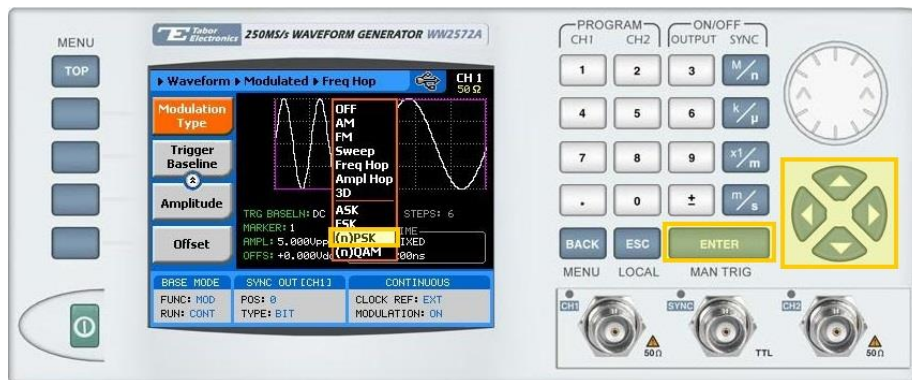 MENU
TOP
Tabor Electronics 250MS/s WAVEFORM GENERATOR WW2572A
Waveform Modulated Freq Hop CH 1
50 Ω
Modulation Type
Trigger Baseline
Amplitude
Offset
OFF
AM
FM
Sweep
Freq Hop
Ampl Hop
3D
ASK
FSK
(n)PSK
(n)QAM
TRG BASELN: DC
STEPS: 6
MARKER: 1
AMPL: 5.000Vpp
IXED
OFFS: +0.000Vdc
BASE MODE
FUNC: MOD
RUN: CONT
SYNC OUT [CH1]
POS: 0
TYPE: BIT
CONTINUOUS
CLOCK REF: EXT
MODULATION: ON
PROGRAM
CH1 CH2
ON/OFF
OUTPUT SYNC
1 2 3 M/n
4 5 6 k/µ
7 8 9 x1/m
. 0 ± m/s
BACK ESC ENTER
MENU LOCAL MAN TRIG
CH1 SYNC CH2
50Ω TTL 50Ω